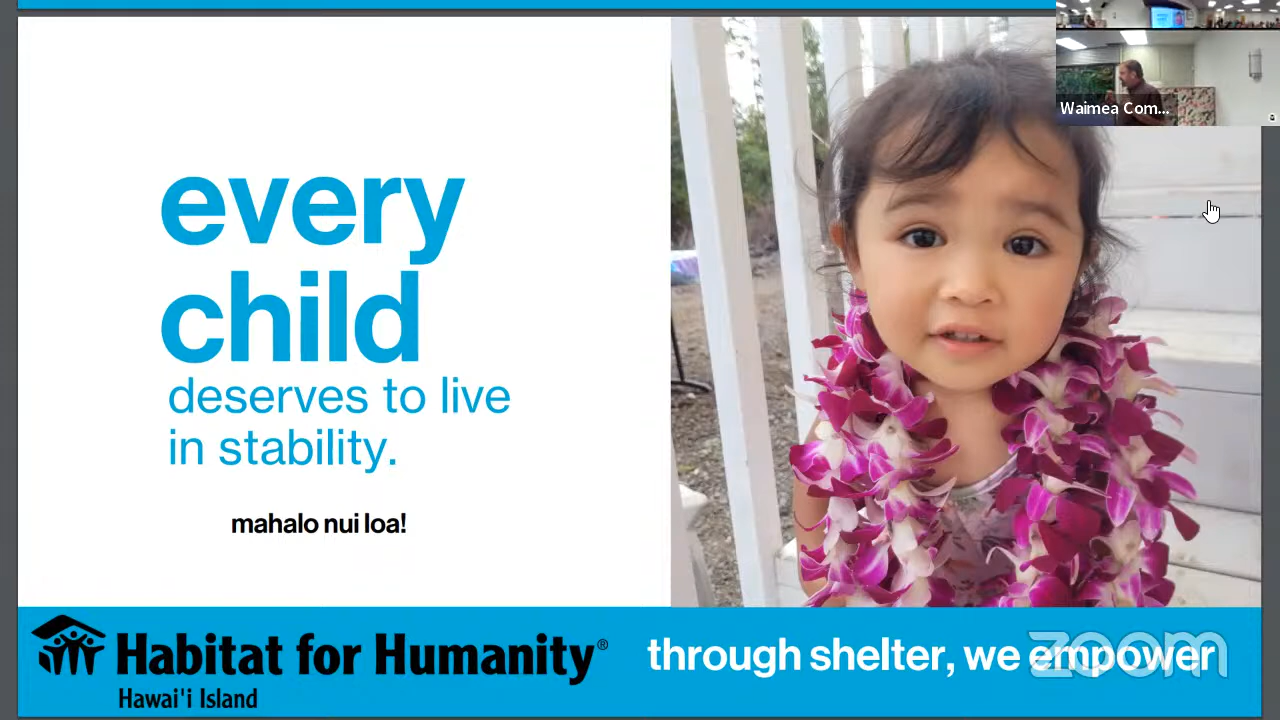 every
child
deserves to live
in stability.
mahalo nui loa!
Waimea Com...
Habitat for Humanity®
Hawai'i Island
through shelter, we empower
zoom